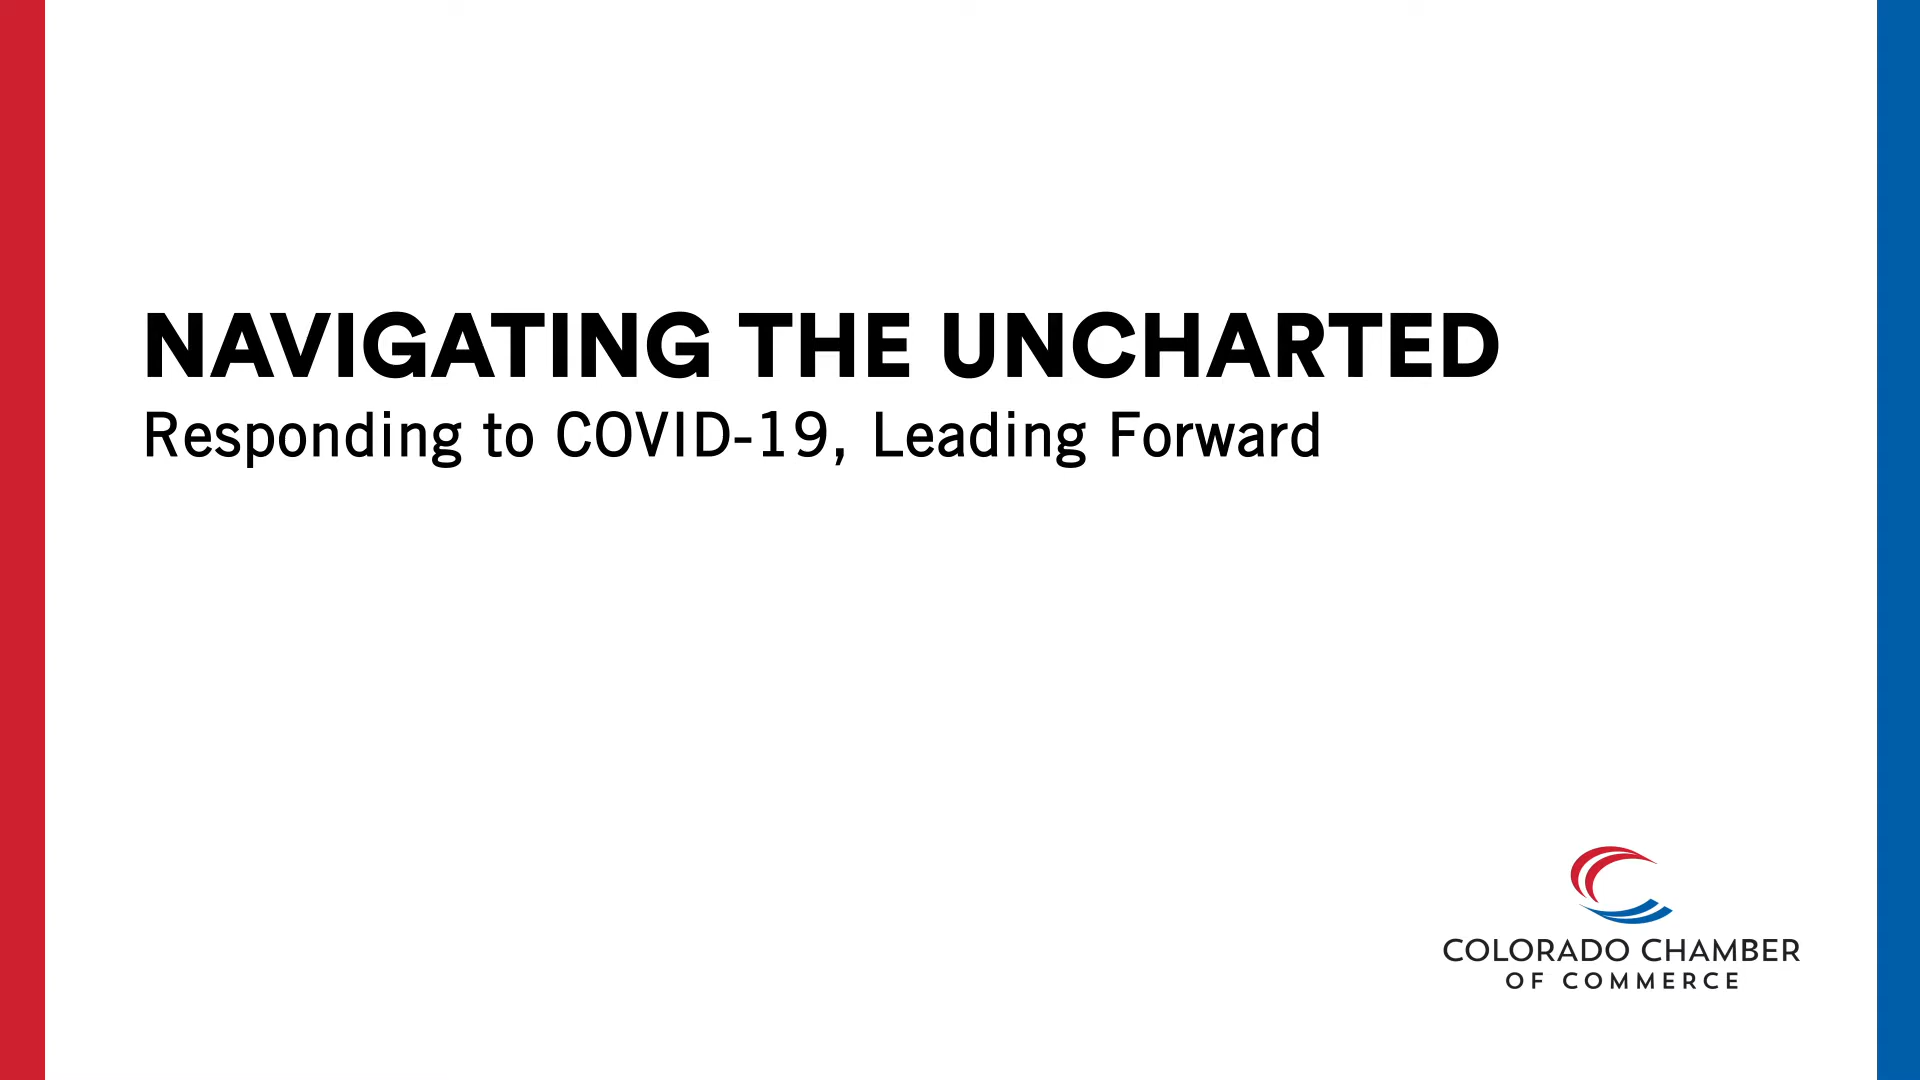 NAVIGATING THE UNCHARTED
Responding to COVID-19, Leading Forward
COLORADO CHAMBER
OF COMMERCE